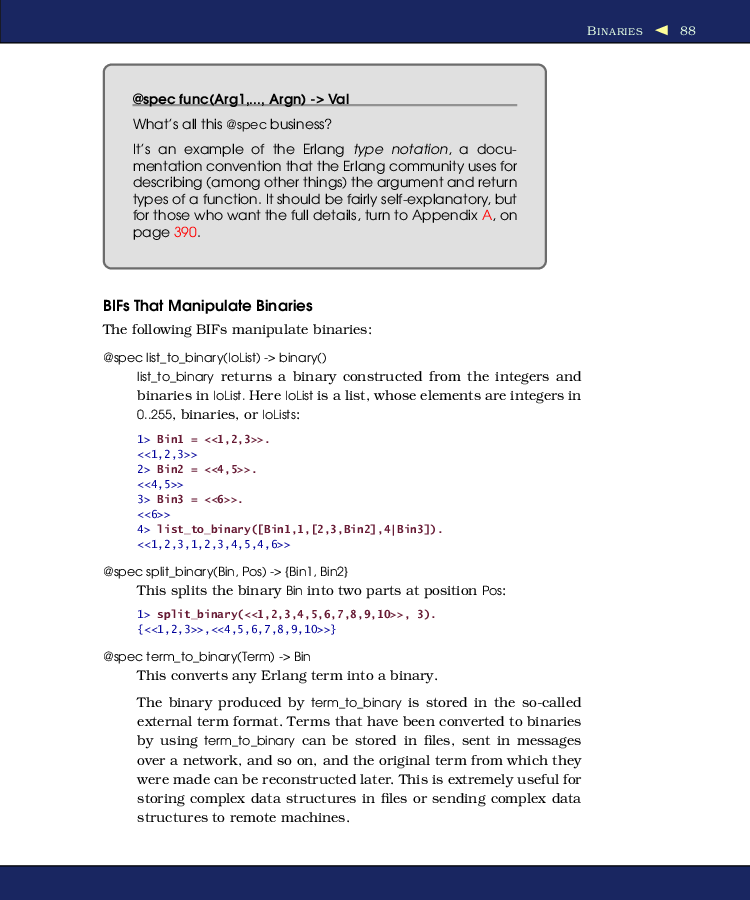 BINARIES ◀ 88
@spec func(Arg1,..., Argn) -> Val
What's all this @spec business?
It's an example of the Erlang type notation, a docu-
mentation convention that the Erlang community uses for
describing (among other things) the argument and return
types of a function. It should be fairly self-explanatory, but
for those who want the full details, turn to Appendix A, on
page 390.
BIFs That Manipulate Binaries
The following BIFs manipulate binaries:
@spec list_to_binary(IoList) -> binary()
list_to_binary returns a binary constructed from the integers and
binaries in IoList. Here IoList is a list, whose elements are integers in
0..255, binaries, or IoLists:
1> Bin1 = <<1,2,3>>.
<<1,2,3>>
2> Bin2 = <<4,5>>.
<<4,5>>
3> Bin3 = <<6>>.
<<6>>
4> list_to_binary([Bin1,1,[2,3,Bin2],4|Bin3]).
<<1,2,3,1,2,3,4,5,4,6>>
@spec split_binary(Bin, Pos) -> {Bin1, Bin2}
This splits the binary Bin into two parts at position Pos:
1> split_binary(<<1,2,3,4,5,6,7,8,9,10>>, 3).
{<<1,2,3>>,<<4,5,6,7,8,9,10>>}
@spec term_to_binary(Term) -> Bin
This converts any Erlang term into a binary.
The binary produced by term_to_binary is stored in the so-called
external term format. Terms that have been converted to binaries
by using term_to_binary can be stored in files, sent in messages
over a network, and so on, and the original term from which they
were made can be reconstructed later. This is extremely useful for
storing complex data structures in files or sending complex data
structures to remote machines.